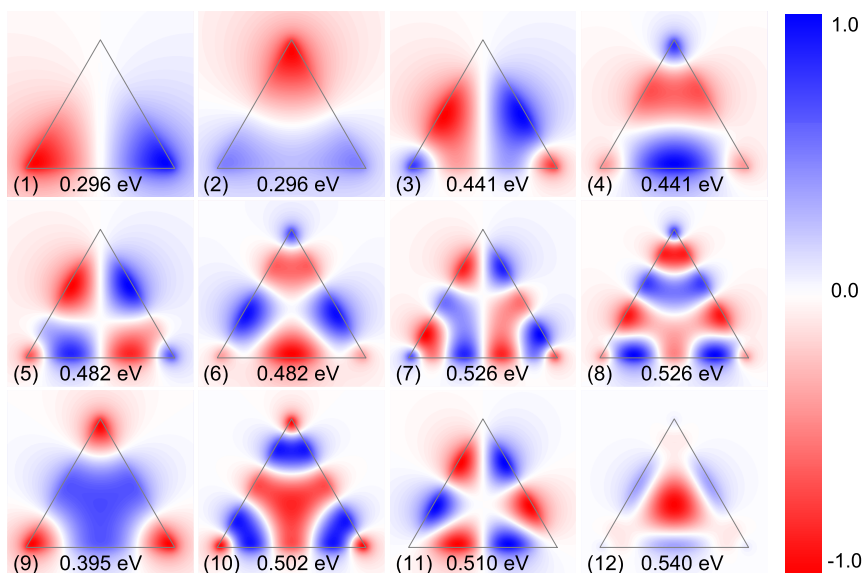 1.0
(1) 0.296 eV
(2) 0.296 eV
(3) 0.441 eV
(4) 0.441 eV
0.0
(5) 0.482 eV
(6) 0.482 eV
(7) 0.526 eV
(8) 0.526 eV
(9) 0.395 eV
(10) 0.502 eV
(11) 0.510 eV
(12) 0.540 eV
-1.0